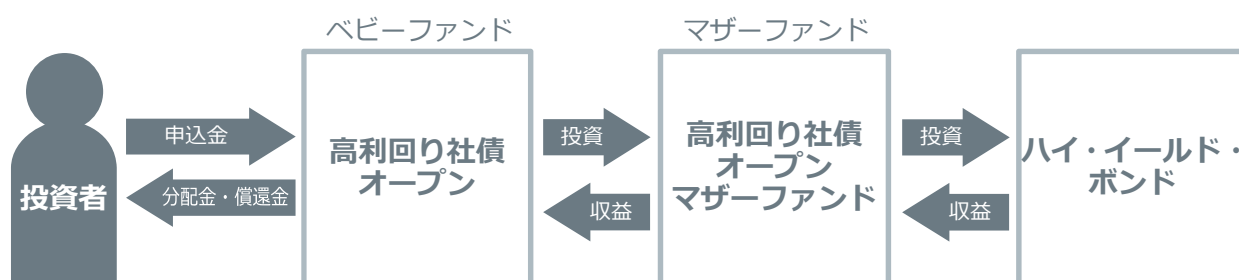 ベビーファンド
マザーファンド
投資者
申込金
分配金・償還金
高利回り社債
オープン
投資
収益
高利回り社債
オープン
マザーファンド
投資
収益
ハイ・イールド・
ボンド